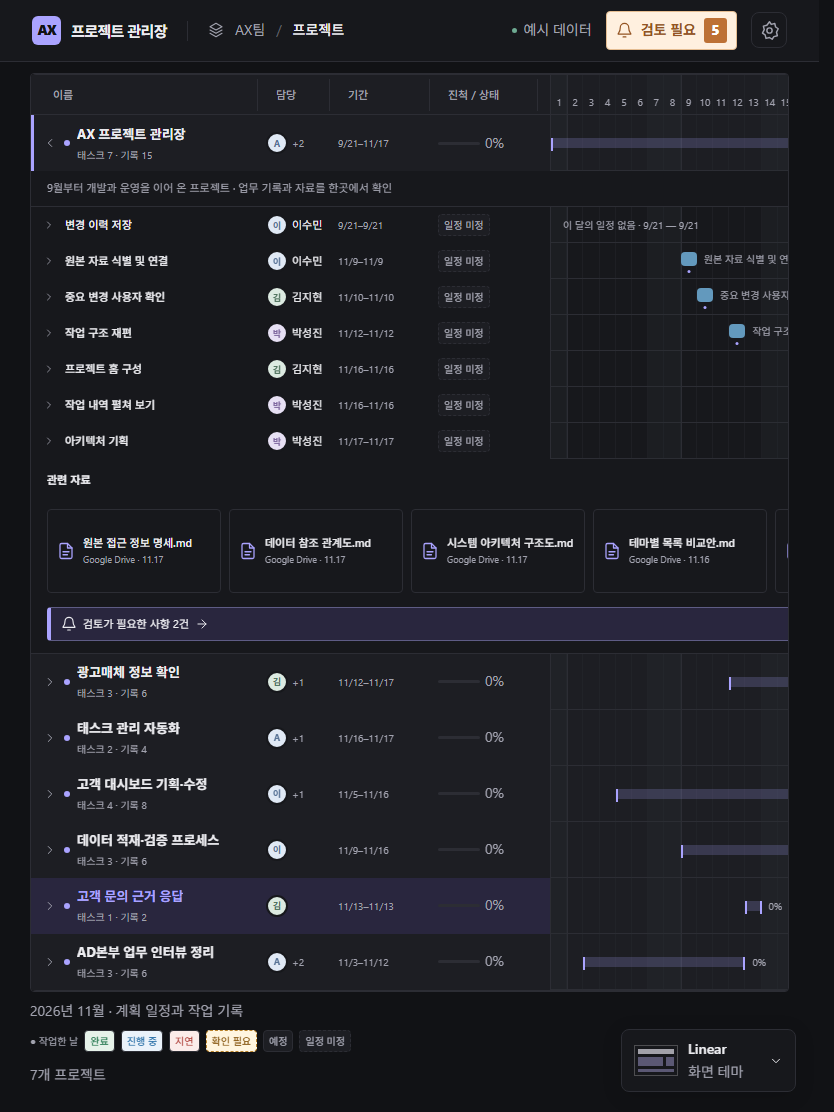 AX 프로젝트 관리장 AX팀 / 프로젝트 예시 데이터 검토 필요 5
이름 담당 기간 진척 / 상태 1 2 3 4 5 6 7 8 9 10 11 12 13 14
AX 프로젝트 관리장 A +2 9/21–11/17 0%
태스크 7 · 기록 15
9월부터 개발과 운영을 이어 온 프로젝트 · 업무 기록과 자료를 한곳에서 확인
변경 이력 저장 이 이수민 9/21–9/21 일정 미정 이 달의 일정 없음 · 9/21 — 9/21
원본 자료 식별 및 연결 이 이수민 11/9–11/9 일정 미정 원본 자료 식별 및 연
중요 변경 사용자 확인 김 김지현 11/10–11/10 일정 미정 중요 변경 사용자
작업 구조 재편 박 박성진 11/12–11/12 일정 미정 작업 구조
프로젝트 홈 구성 김 김지현 11/16–11/16 일정 미정
작업 내역 펼쳐 보기 박 박성진 11/16–11/16 일정 미정
아키텍처 기획 박 박성진 11/17–11/17 일정 미정
관련 자료
원본 접근 정보 명세.md 데이터 참조 관계도.md 시스템 아키텍처 구조도.md 테마별 목록 비교안.md
Google Drive · 11.17 Google Drive · 11.17 Google Drive · 11.17 Google Drive · 11.16
검토가 필요한 사항 2건 →
광고매체 정보 확인 김 +1 11/12–11/17 0%
태스크 3 · 기록 6
태스크 관리 자동화 A +1 11/16–11/17 0%
태스크 2 · 기록 4
고객 대시보드 기획·수정 이 +1 11/5–11/16 0%
태스크 4 · 기록 8
데이터 적재·검증 프로세스 이 11/9–11/16 0%
태스크 3 · 기록 6
고객 문의 근거 응답 김 11/13–11/13 0% 0%
태스크 1 · 기록 2
AD본부 업무 인터뷰 정리 A +2 11/3–11/12 0% 0%
태스크 3 · 기록 6
2026년 11월 · 계획 일정과 작업 기록
작업한 날 완료 진행 중 지연 확인 필요 예정 일정 미정
7개 프로젝트
Linear
화면 테마